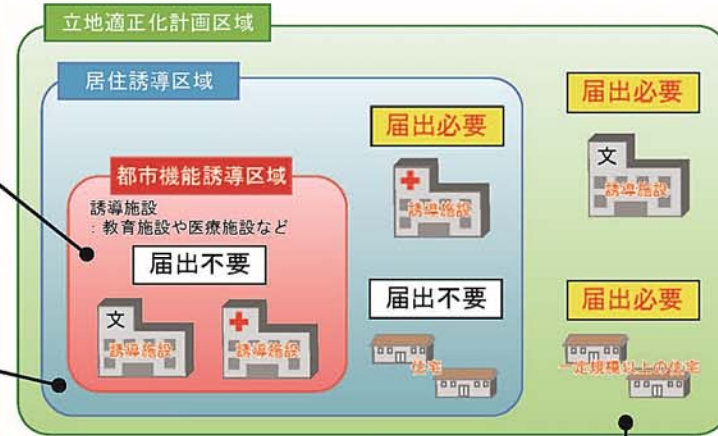 立地適正化計画区域
居住誘導区域
都市機能誘導区域
誘導施設
:教育施設や医療施設など
届出不要
文
誘導施設
誘導施設
届出必要
誘導施設
届出不要
住宅
届出必要
文
誘導施設
届出必要
一定規模以上の住宅